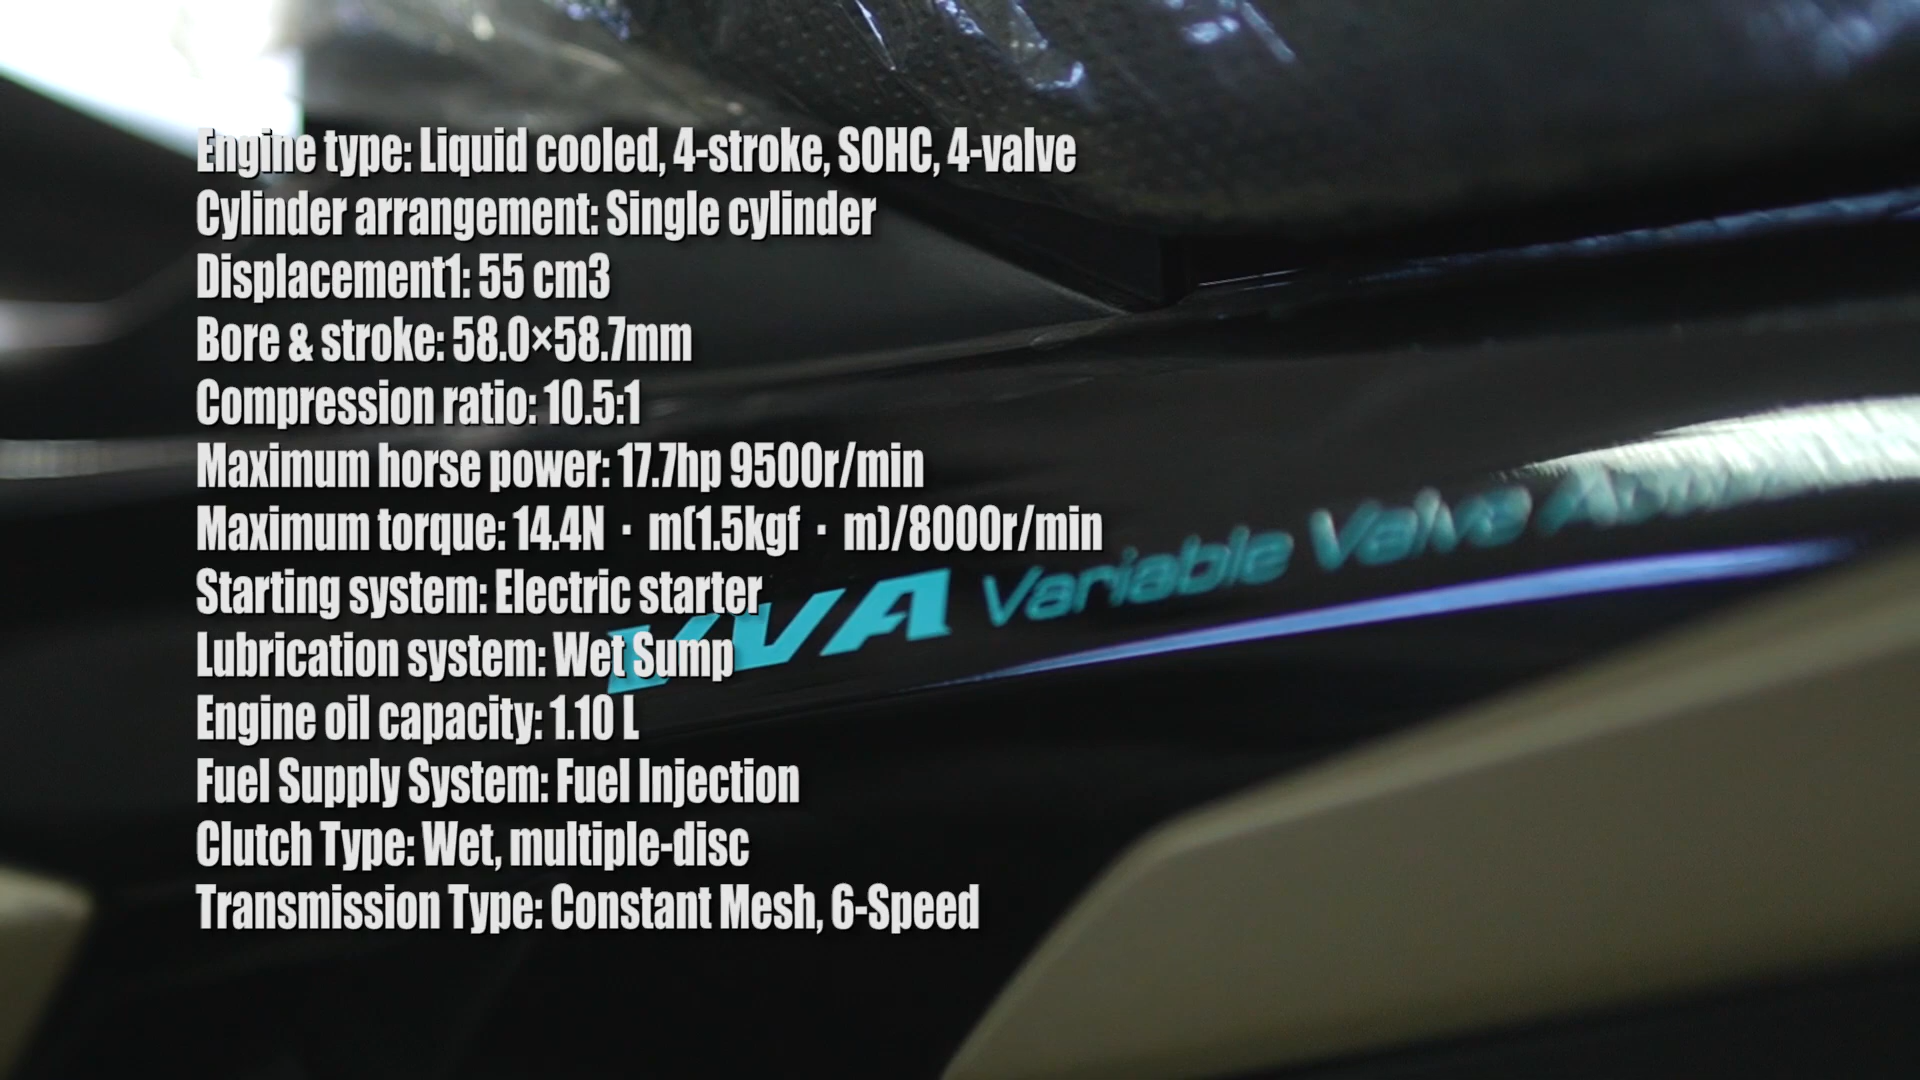 Engine type: Liquid cooled, 4-stroke, SOHC, 4-valve
Cylinder arrangement: Single cylinder
Displacement1: 55 cm3
Bore & stroke: 58.0×58.7mm
Compression ratio: 10.5:1
Maximum horse power: 17.7hp 9500r/min
Maximum torque: 14.4N · m(1.5kgf · m)/8000r/min
Starting system: Electric starter
Lubrication system: Wet Sump
Engine oil capacity: 1.10 L
Fuel Supply System: Fuel Injection
Clutch Type: Wet, multiple-disc
Transmission Type: Constant Mesh, 6-Speed
VVA Variable Valve